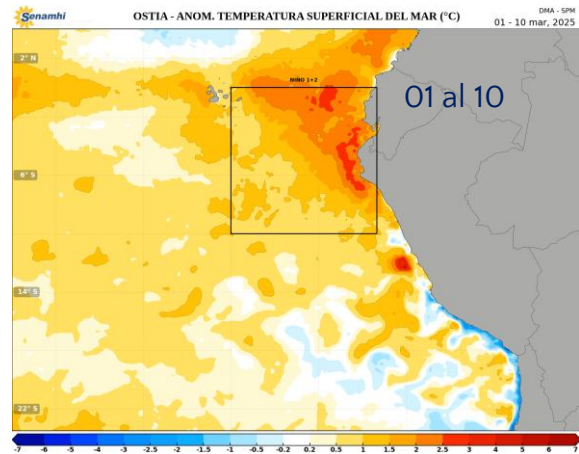 Senamhi
OSTIA - ANOM. TEMPERATURA SUPERFICIAL DEL MAR (°C)
DMA - SPM
01 - 10 mar, 2025
2° N
NIÑO 1+2
01 al 10
6° S
14° S
22° S
-7 -6 -5 -4 -3 -2.5 -2 -1.5 -1 -0.5 -0.2 0.2 0.5 1 1.5 2 2.5 3 4 5 6 7